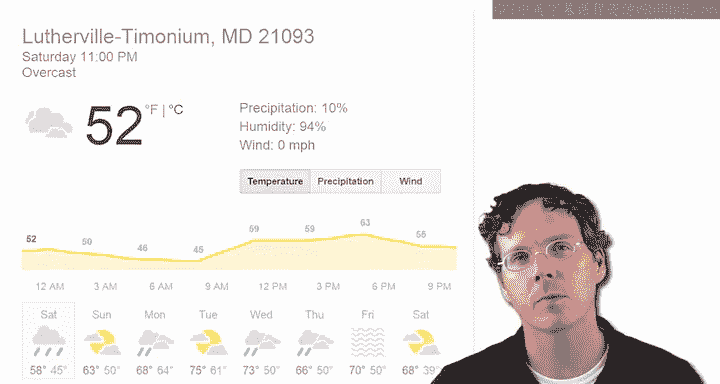 Lutherville-Timonium, MD 21093
Saturday 11:00 PM
Overcast
52 °F | °C
Precipitation: 10%
Humidity: 94%
Wind: 0 mph
Temperature Precipitation Wind
52 50 46 45 59 59 63 55
12 AM 3 AM 6 AM 9 AM 12 PM 3 PM 6 PM 9 PM
Sat Sun Mon Tue Wed Thu Fri Sat
58° 45° 63° 50° 68° 64° 75° 61° 73° 50° 66° 50° 70° 50° 68° 39°